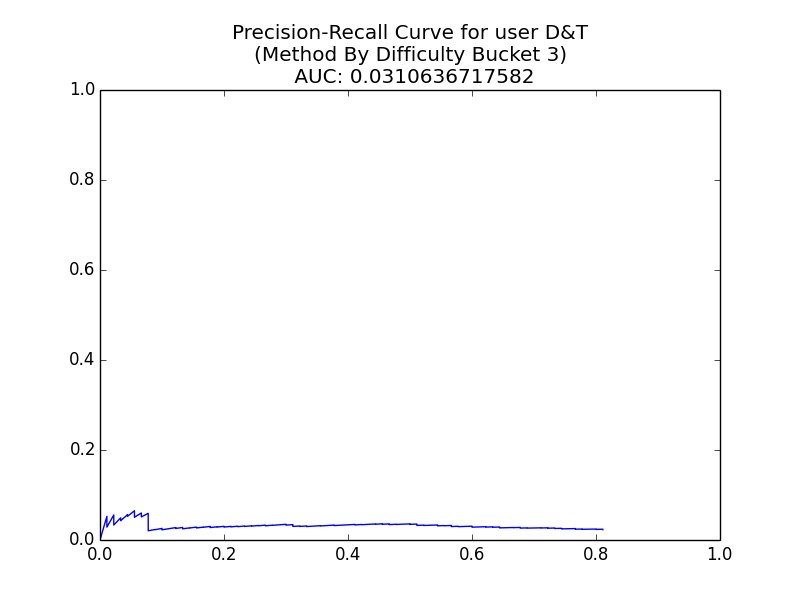 Precision-Recall Curve for user D&T
(Method By Difficulty Bucket 3)
AUC: 0.0310636717582
1.0
0.8
0.6
0.4
0.2
0.0
0.0 0.2 0.4 0.6 0.8 1.0